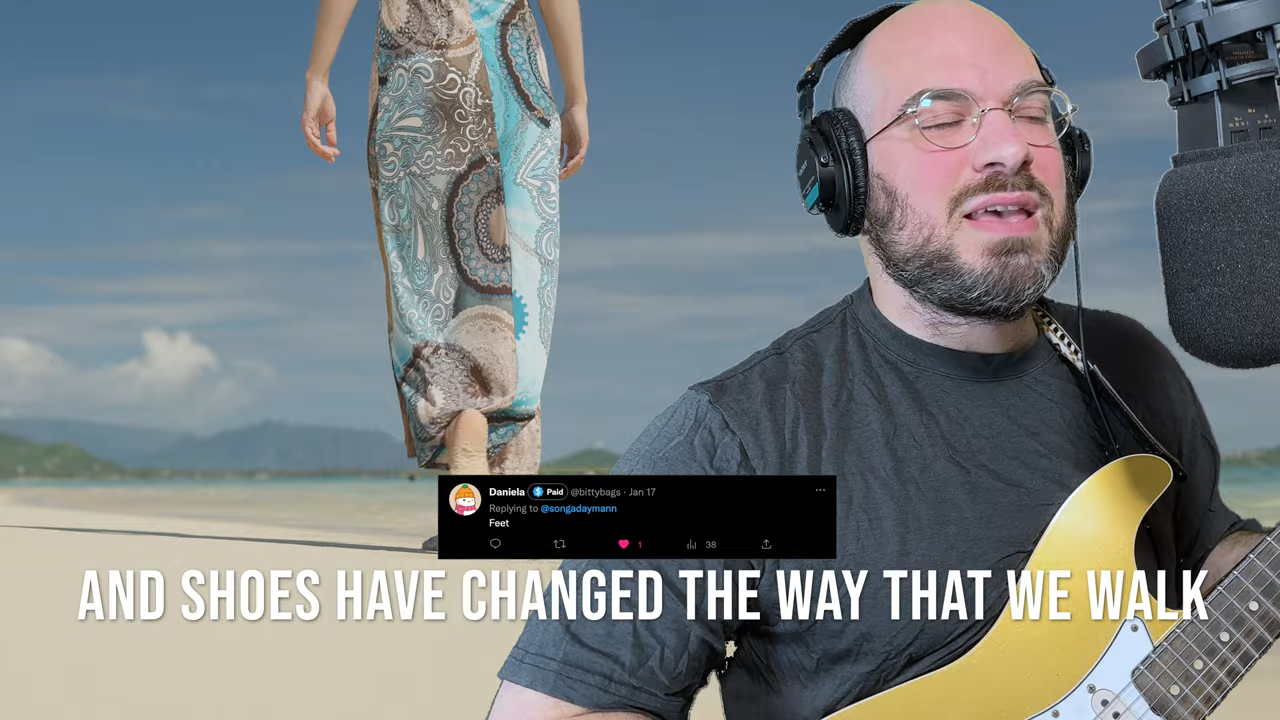 Daniela Paid @bittybags · Jan 17
Replying to @songadaymann
Feet
1 38
AND SHOES HAVE CHANGED THE WAY THAT WE WALK